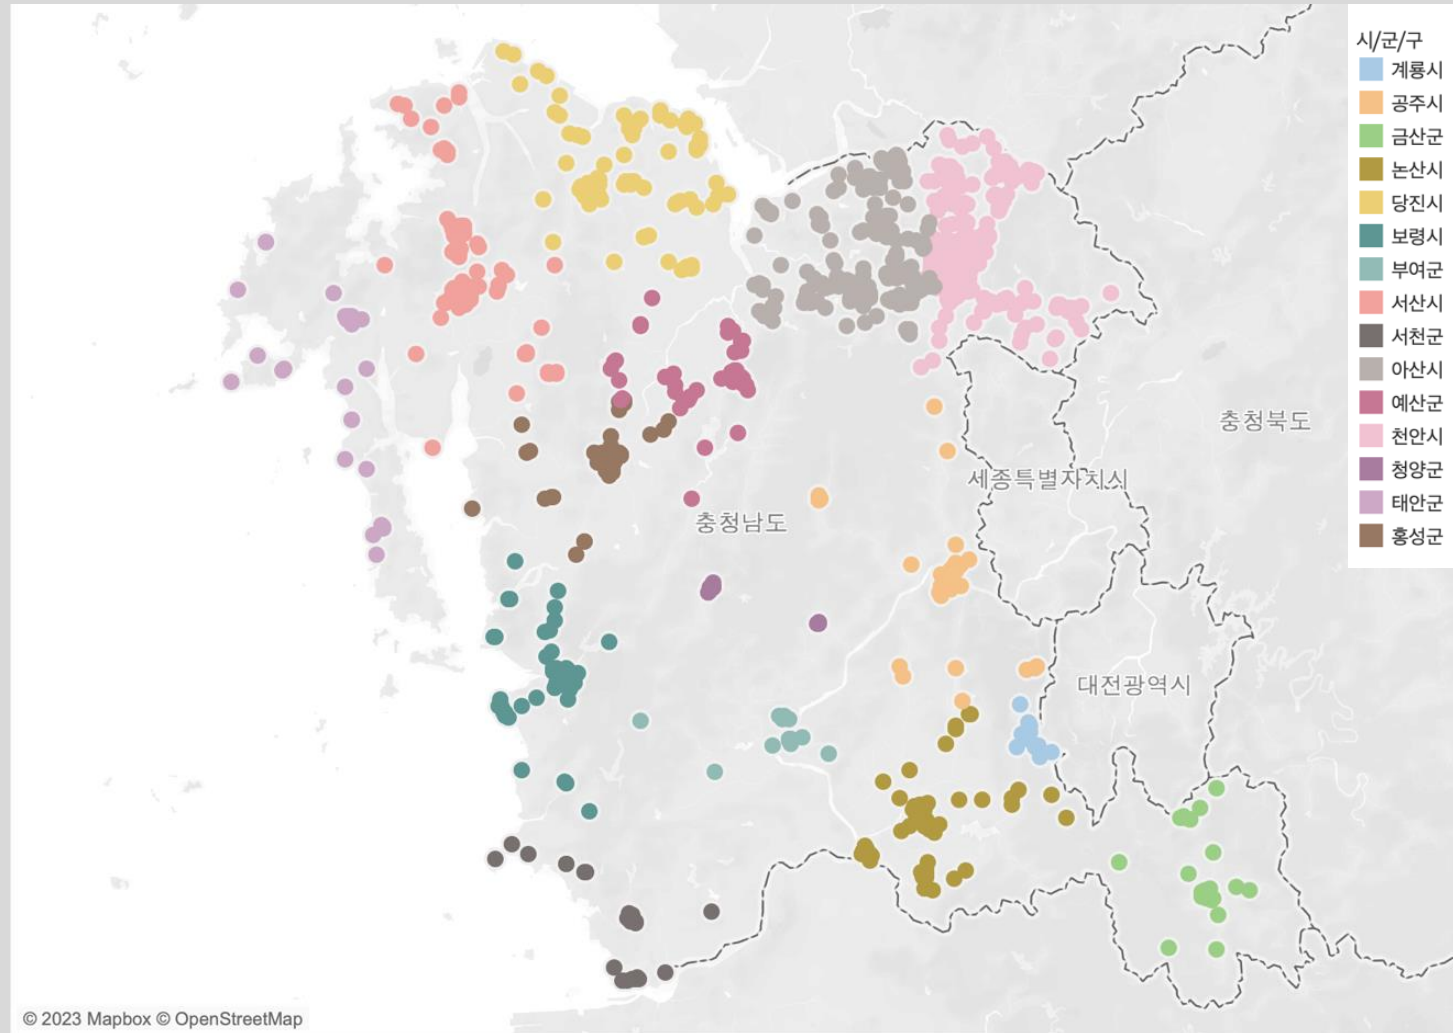 시/군/구
계룡시
공주시
금산군
논산시
당진시
보령시
부여군
서산시
서천군
아산시
예산군
천안시
청양군
태안군
홍성군
충청북도
세종특별자치시
충청남도
대전광역시
© 2023 Mapbox © OpenStreetMap